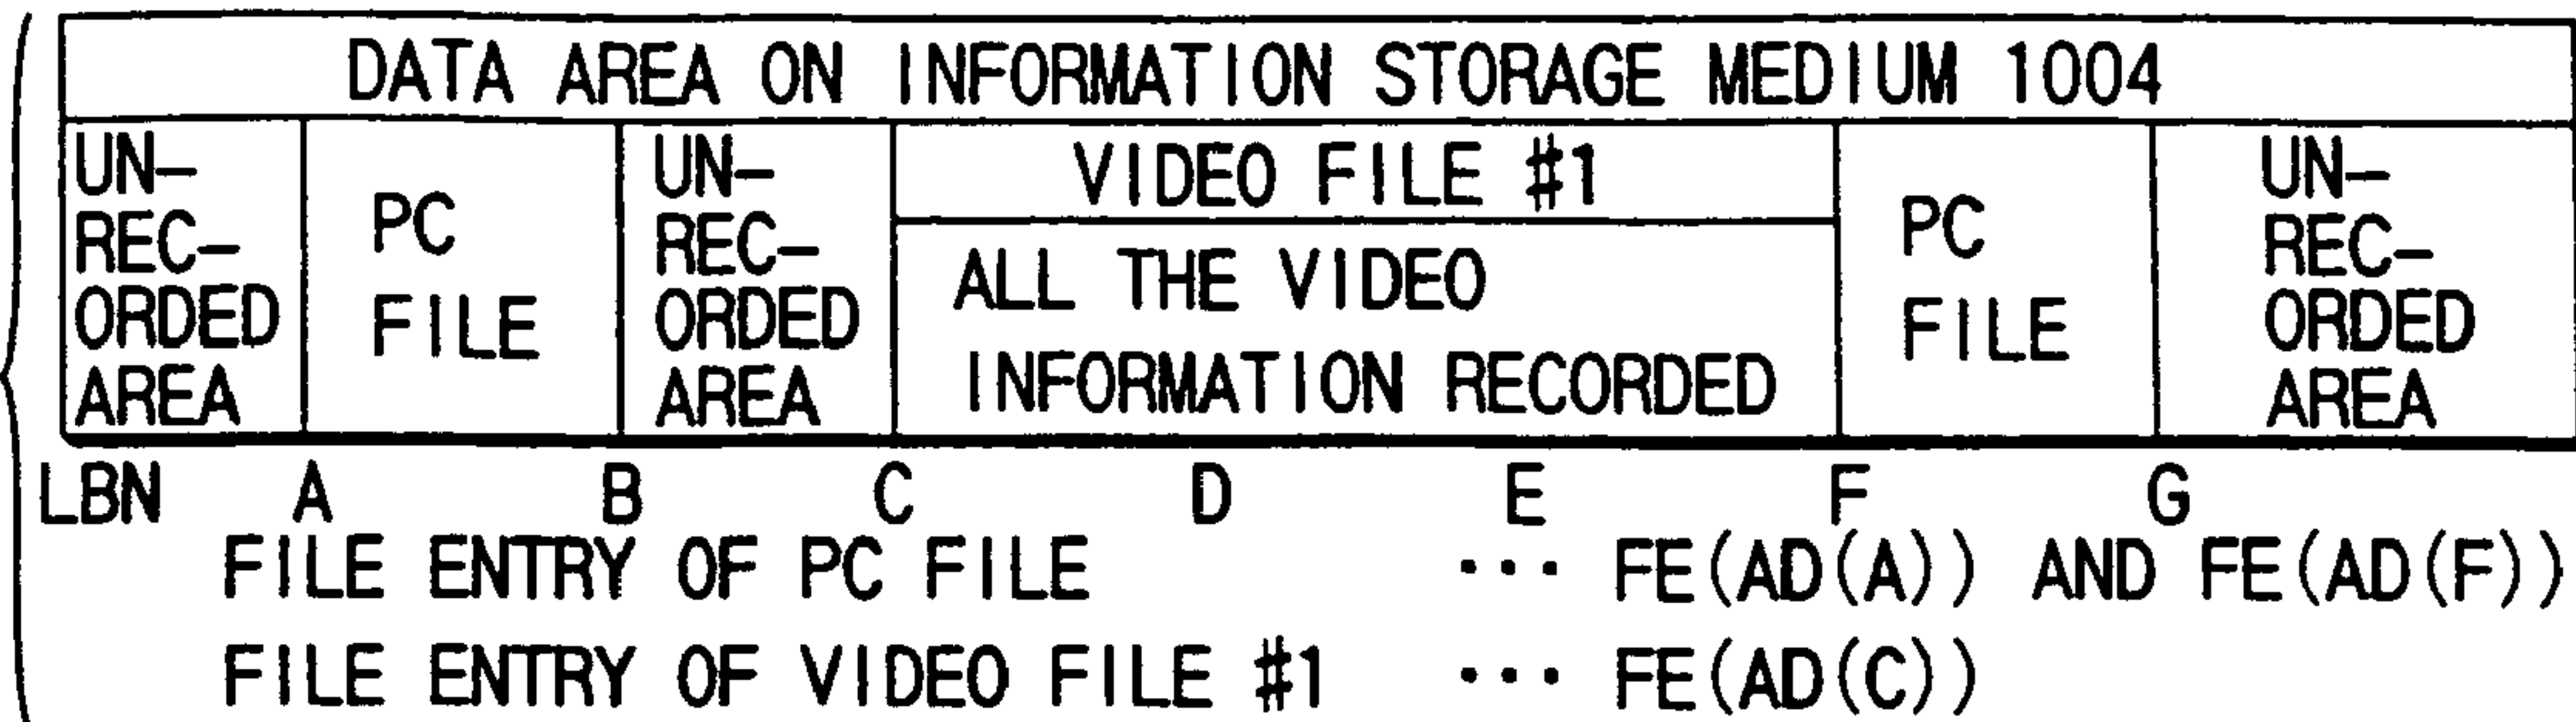 DATA AREA ON INFORMATION STORAGE MEDIUM 1004
UN–
REC–
ORDED
AREA
PC
FILE
UN–
REC–
ORDED
AREA
VIDEO FILE #1
ALL THE VIDEO
INFORMATION RECORDED
PC
FILE
UN–
REC–
ORDED
AREA
LBN A B C D E F G
FILE ENTRY OF PC FILE ··· FE(AD(A)) AND FE(AD(F))
FILE ENTRY OF VIDEO FILE #1 ··· FE(AD(C))